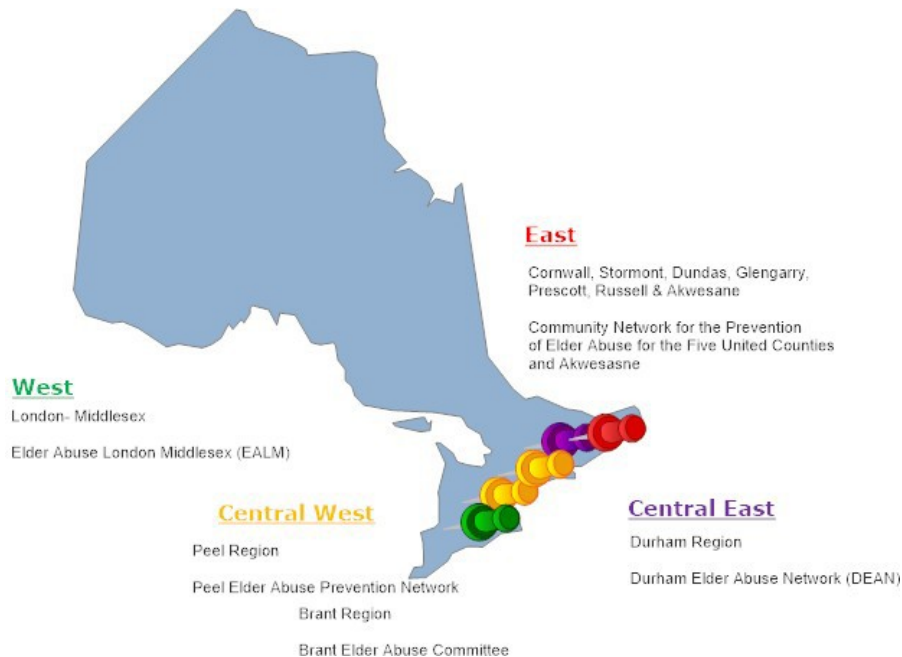 East
Cornwall, Stormont, Dundas, Glengarry,
Prescott, Russell & Akwesane
Community Network for the Prevention
of Elder Abuse for the Five United Counties
and Akwesasne
West
London- Middlesex
Elder Abuse London Middlesex (EALM)
Central West
Peel Region
Peel Elder Abuse Prevention Network
Brant Region
Brant Elder Abuse Committee
Central East
Durham Region
Durham Elder Abuse Network (DEAN)